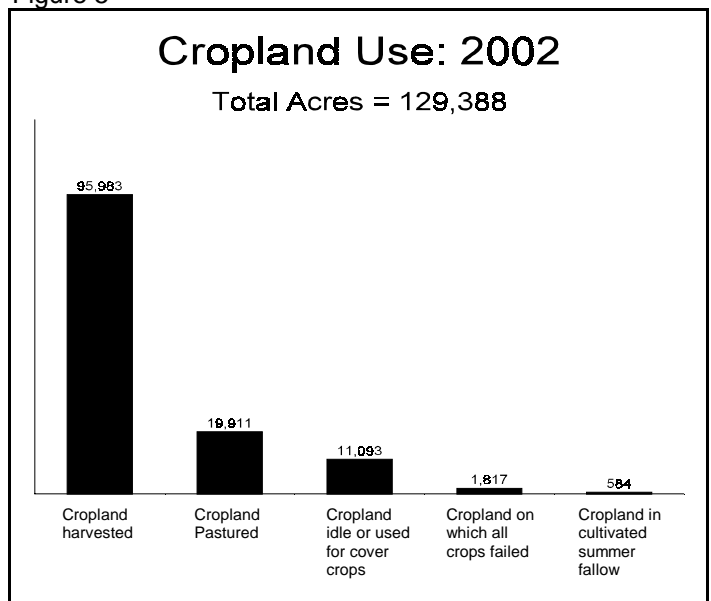 Cropland Use: 2002
Total Acres = 129,388
95,983
19,911
11,093
1,817
584
Cropland
harvested
Cropland
Pastured
Cropland
idle or used
for cover
crops
Cropland on
which all
crops failed
Cropland in
cultivated
summer
fallow